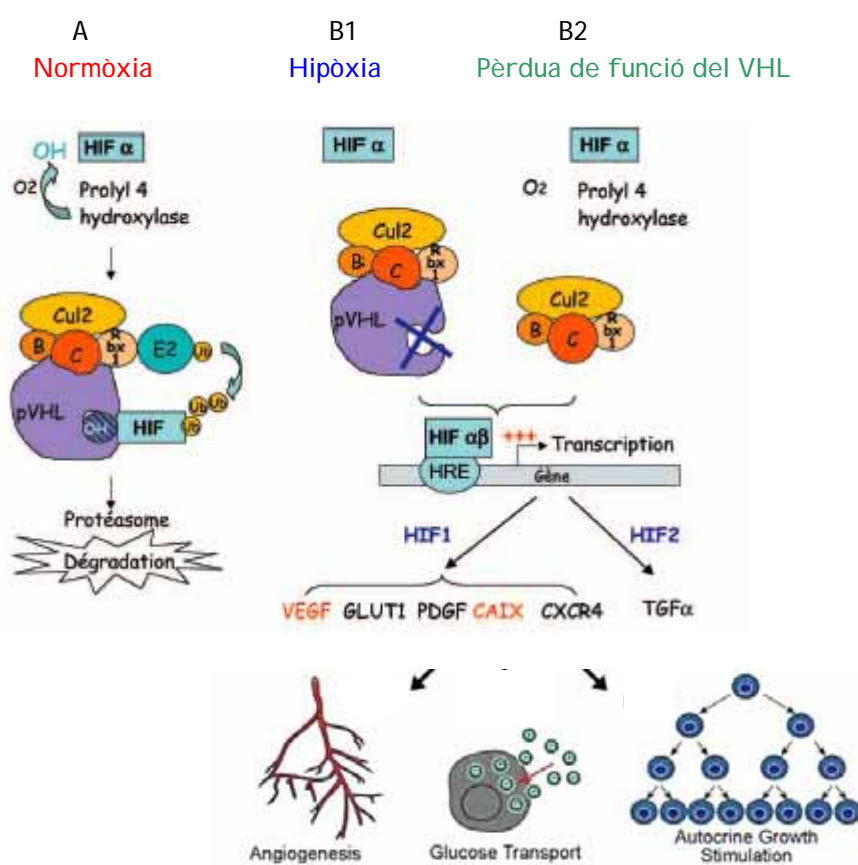 A B1 B2
Normòxia Hipòxia Pèrdua de funció del VHL
OH HIF α
O2 Prolyl 4
hydroxylase
Cul2
B C R
bx
1 E2 Ub
pVHL OH HIF Ub Ub Ub
Protéasome
Dégradation
HIF α
Cul2
B C R
bx
1
pVHL
HIF α
O2 Prolyl 4
hydroxylase
Cul2
B C R
bx
1
HIF αβ +++ Transcription
HRE Gène
HIF1 HIF2
VEGF GLUT1 PDGF CAIX CXCR4 TGFα
G G G G G G G G G G G
Angiogenesis Glucose Transport Autocrine Growth
Stimulation